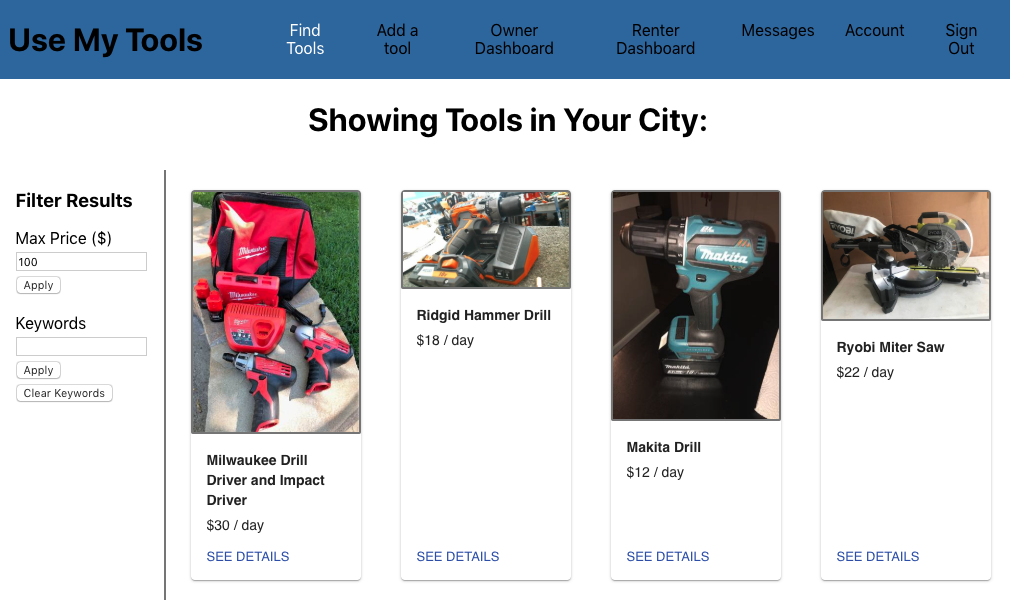 Use My Tools
Find
Tools
Add a
tool
Owner
Dashboard
Renter
Dashboard
Messages
Account
Sign
Out
Showing Tools in Your City:
Filter Results
Max Price ($)
100
Apply
Keywords
Apply
Clear Keywords
Milwaukee
Milwaukee
Milwaukee Drill
Driver and Impact
Driver
$30 / day
SEE DETAILS
Ridgid Hammer Drill
$18 / day
SEE DETAILS
makita
makita
Makita Drill
$12 / day
SEE DETAILS
RYOBI
Ryobi Miter Saw
$22 / day
SEE DETAILS